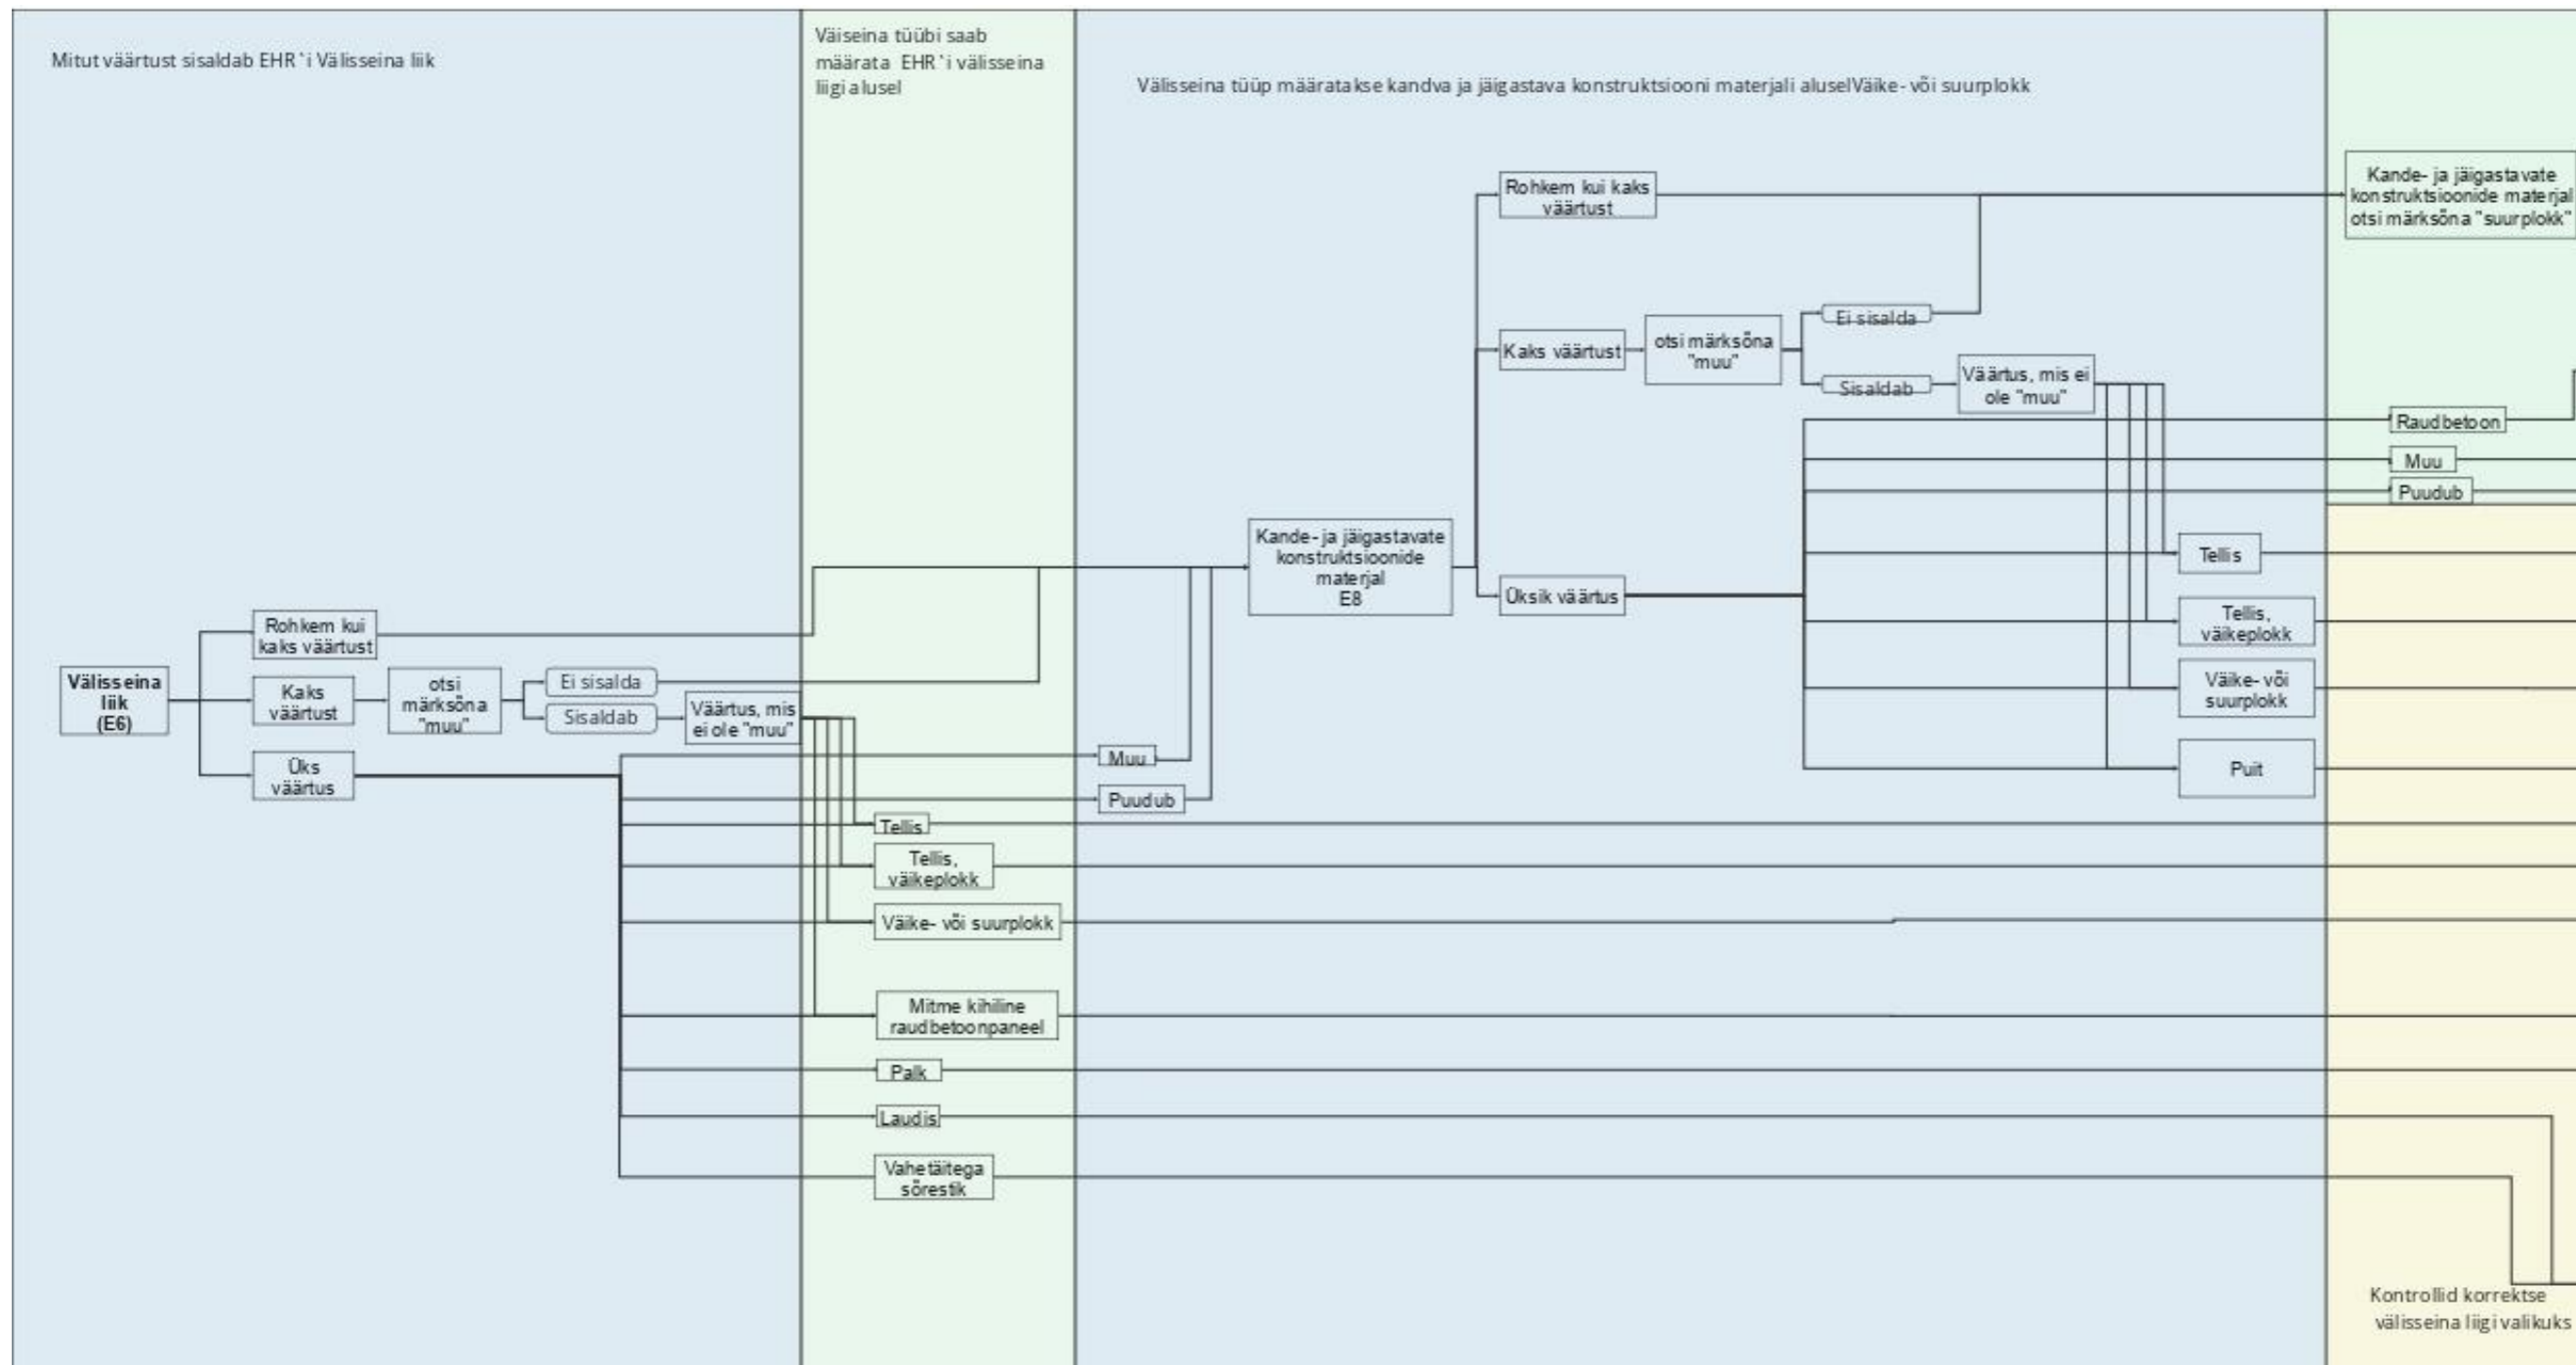 Mitut väärtust sisaldab EHR`i Välisseina liik
Väiseina tüübi saab
määrata EHR`i välisseina
liigi alusel
Välisseina tüüp määratakse kandva ja jäigastava konstruktsiooni materjali aluselVäike- või suurplokk
Välisseina
liik
(E6)
Rohkem kui
kaks väärtust
Kaks
väärtust
Üks
väärtus
otsi
märksõna
"muu"
Ei sisalda
Sisaldab
Väärtus, mis
ei ole "muu"
Muu
Puudub
Tellis
Tellis,
väikeplokk
Väike- või suurplokk
Mitme kihiline
raudbetoonpaneel
Palk
Laudis
Vahetäitega
sõrestik
Kande- ja jäigastavate
konstruktsioonide
materjal
E8
Rohkem kui kaks
väärtust
Kaks väärtust
Üksik väärtus
otsi märksõna
"muu"
Ei sisalda
Sisaldab
Väärtus, mis ei
ole "muu"
Tellis
Tellis,
väikeplokk
Väike- või
suurplokk
Puit
Kande- ja jäigastavate
konstruktsioonide materjal
otsi märksõna "suurplokk"
Raudbetoon
Muu
Puudub
Kontrollid korrektse
välisseina liigi valikuks